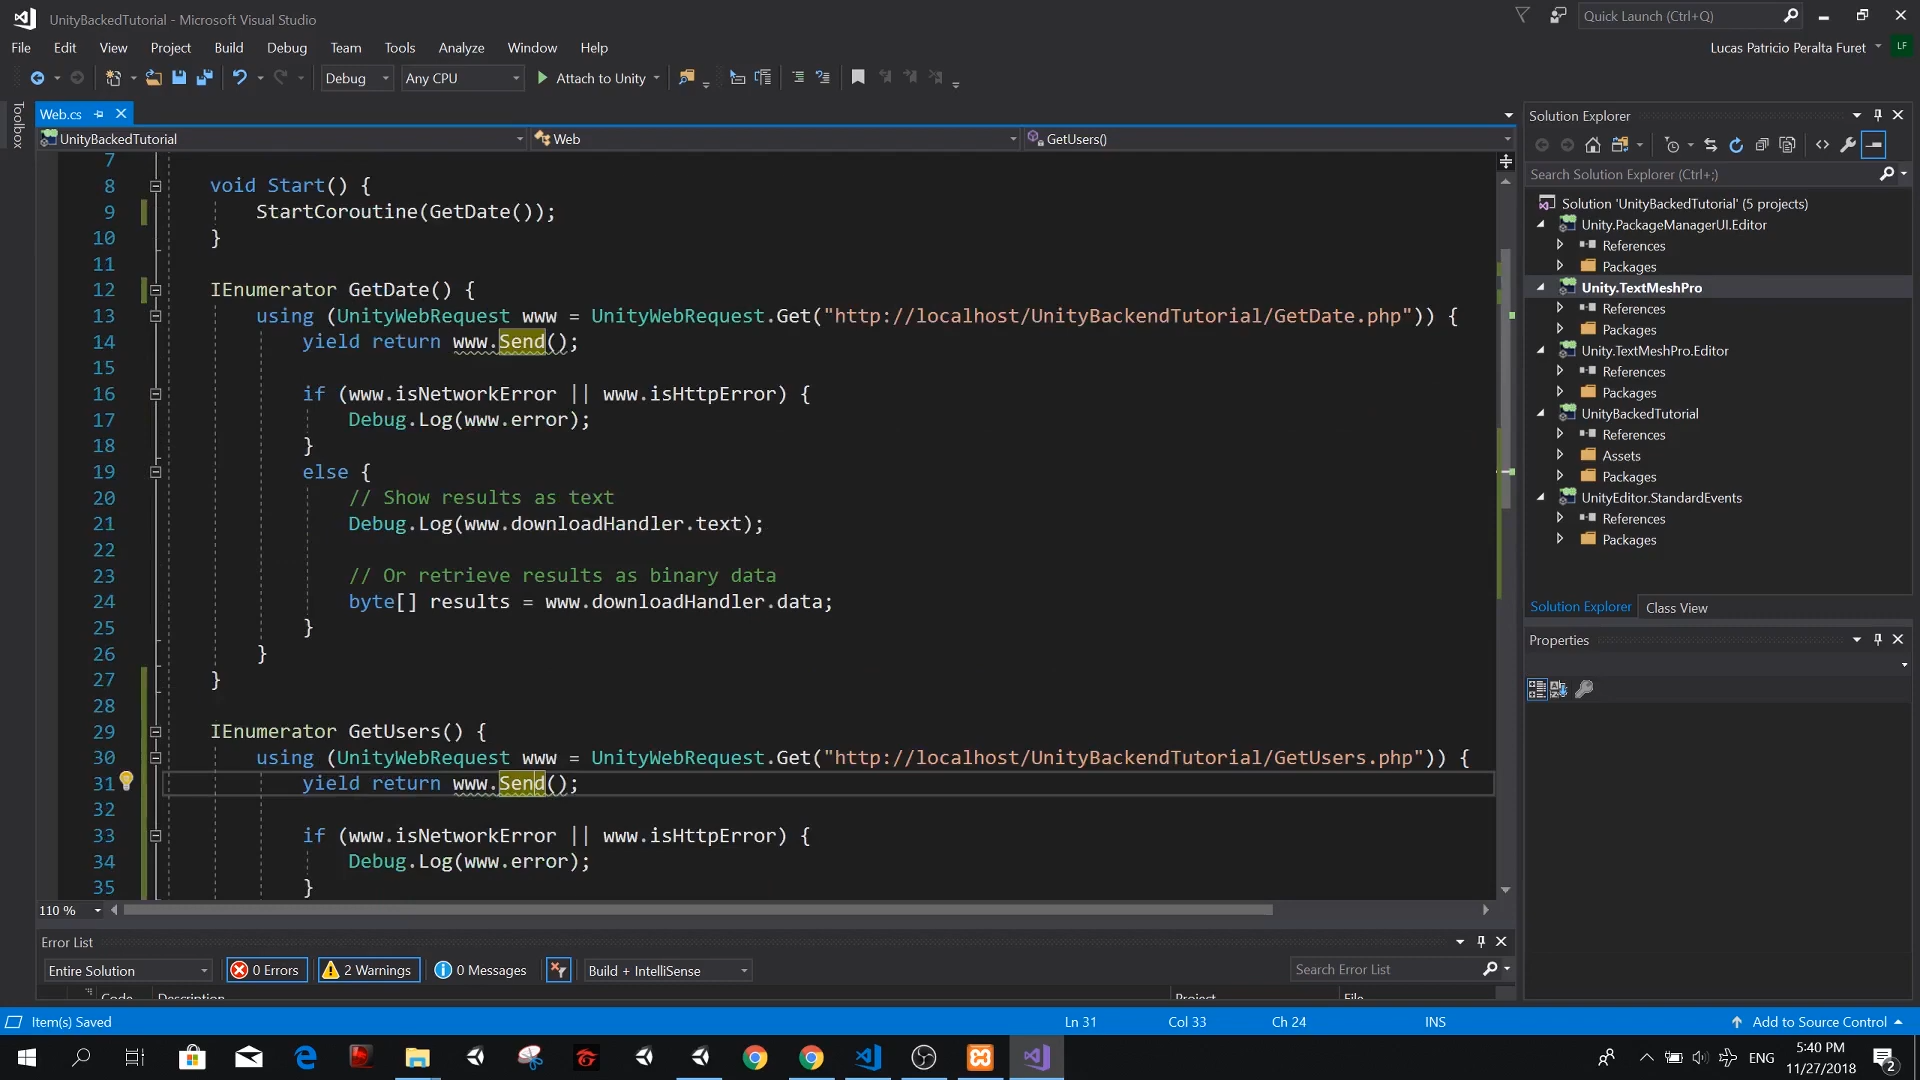 UnityBackedTutorial - Microsoft Visual Studio
Quick Launch (Ctrl+Q)
File Edit View Project Build Debug Team Tools Analyze Window Help
Lucas Patricio Peralta Furet LF
Debug Any CPU Attach to Unity
Toolbox
Web.cs
UnityBackedTutorial Web GetUsers()
7
8 void Start() {
9 StartCoroutine(GetDate());
10 }
11
12 IEnumerator GetDate() {
13 using (UnityWebRequest www = UnityWebRequest.Get("http://localhost/UnityBackendTutorial/GetDate.php")) {
14 yield return www.Send();
15
16 if (www.isNetworkError || www.isHttpError) {
17 Debug.Log(www.error);
18 }
19 else {
20 // Show results as text
21 Debug.Log(www.downloadHandler.text);
22
23 // Or retrieve results as binary data
24 byte[] results = www.downloadHandler.data;
25 }
26 }
27 }
28
29 IEnumerator GetUsers() {
30 using (UnityWebRequest www = UnityWebRequest.Get("http://localhost/UnityBackendTutorial/GetUsers.php")) {
31 yield return www.Send();
32
33 if (www.isNetworkError || www.isHttpError) {
34 Debug.Log(www.error);
35 }
110 %
Solution Explorer
Search Solution Explorer (Ctrl+;)
Solution 'UnityBackedTutorial' (5 projects)
Unity.PackageManagerUI.Editor
References
Packages
Unity.TextMeshPro
References
Packages
Unity.TextMeshPro.Editor
References
Packages
UnityBackedTutorial
References
Assets
Packages
UnityEditor.StandardEvents
References
Packages
Solution Explorer Class View
Properties
Error List
Entire Solution 0 Errors 2 Warnings 0 Messages Build + IntelliSense Search Error List
Code Description Project File
Item(s) Saved Ln 31 Col 33 Ch 24 INS Add to Source Control
ENG
5:40 PM
11/27/2018
2